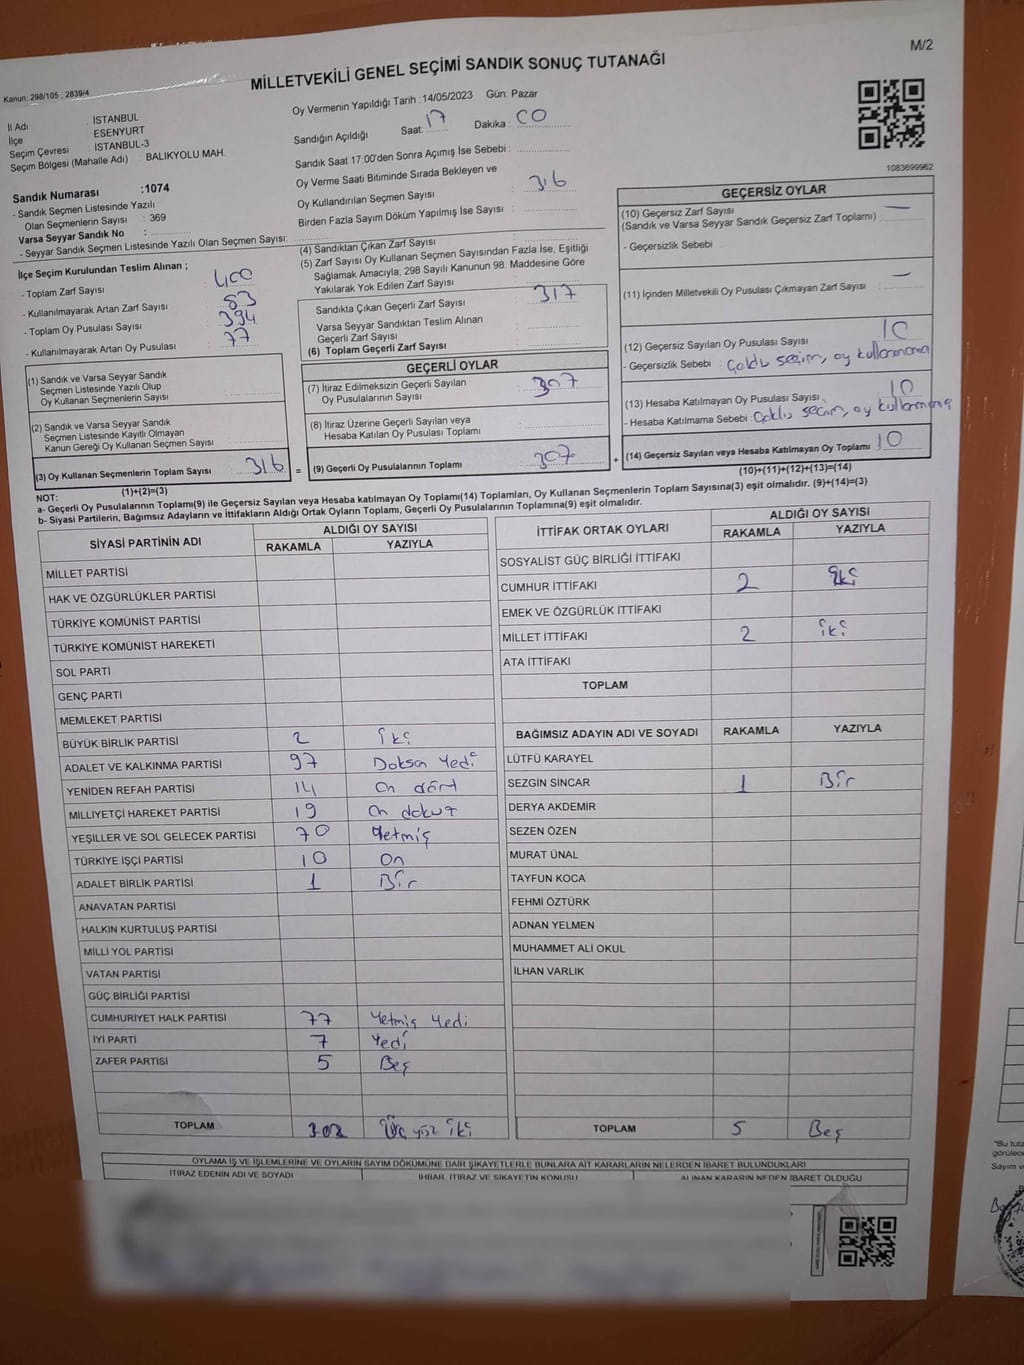 M/2
Kanun: 298/105 , 2839/4
MİLLETVEKİLİ GENEL SEÇİMİ SANDIK SONUÇ TUTANAĞI
İl Adı : İSTANBUL
İlçe : ESENYURT
Seçim Çevresi : İSTANBUL-3
Seçim Bölgesi (Mahalle Adı) : BALIKYOLU MAH.
Sandık Numarası :1074
- Sandık Seçmen Listesinde Yazılı
Olan Seçmenlerin Sayısı : 369
Varsa Seyyar Sandık No :
- Seyyar Sandık Seçmen Listesinde Yazılı Olan Seçmen Sayısı:
İlçe Seçim Kurulundan Teslim Alınan ;
- Toplam Zarf Sayısı : 400
- Kullanılmayarak Artan Zarf Sayısı : 83
- Toplam Oy Pusulası Sayısı : 394
- Kullanılmayarak Artan Oy Pusulası : 77
Oy Vermenin Yapıldığı Tarih :14/05/2023 Gün: Pazar
Sandığın Açıldığı Saat: 17 Dakika : 00
Sandık Saat 17:00'den Sonra Açımış İse Sebebi :
Oy Verme Saati Bitiminde Sırada Bekleyen ve
Oy Kullandırılan Seçmen Sayısı : 316
Birden Fazla Sayım Döküm Yapılmış İse Sayısı :
(4) Sandıktan Çıkan Zarf Sayısı :
(5) Zarf Sayısı Oy Kullanan Seçmen Sayısından Fazla İse, Eşitliği
Sağlamak Amacıyla, 298 Sayılı Kanunun 98. Maddesine Göre
Yakılarak Yok Edilen Zarf Sayısı :
Sandıkta Çıkan Geçerli Zarf Sayısı : 317
Varsa Seyyar Sandıktan Teslim Alınan
Geçerli Zarf Sayısı :
(6) Toplam Geçerli Zarf Sayısı :
1083699962
GEÇERSİZ OYLAR
(10) Geçersiz Zarf Sayısı : —
(Sandık ve Varsa Seyyar Sandık Geçersiz Zarf Toplamı)
- Geçersizlik Sebebi :
(11) İçinden Milletvekili Oy Pusulası Çıkmayan Zarf Sayısı : —
(12) Geçersiz Sayılan Oy Pusulası Sayısı : 10
- Geçersizlik Sebebi : Çoklu seçim, oy kullanmama
(13) Hesaba Katılmayan Oy Pusulası Sayısı : 10
- Hesaba Katılmama Sebebi : Çoklu seçim, oy kullanmama
(14) Geçersiz Sayılan veya Hesaba Katılmayan Oy Toplamı : 10
(10)+(11)+(12)+(13)=(14)
(1) Sandık ve Varsa Seyyar Sandık
Seçmen Listesinde Yazılı Olup
Oy Kullanan Seçmenlerin Sayısı :
(2) Sandık ve Varsa Seyyar Sandık
Seçmen Listesinde Kayıtlı Olmayan
Kanun Gereği Oy Kullanan Seçmen Sayısı :
(3) Oy Kullanan Seçmenlerin Toplam Sayısı : 316 =
(1)+(2)=(3)
GEÇERLİ OYLAR
(7) İtiraz Edilmeksizin Geçerli Sayılan
Oy Pusulalarının Sayısı : 307
(8) İtiraz Üzerine Geçerli Sayılan veya
Hesaba Katılan Oy Pusulası Toplamı :
(9) Geçerli Oy Pusulalarının Toplamı : 307 +
NOT:
a- Geçerli Oy Pusulalarının Toplamı(9) ile Geçersiz Sayılan veya Hesaba katılmayan Oy Toplamı(14) Toplamları, Oy Kullanan Seçmenlerin Toplam Sayısına(3) eşit olmalıdır. (9)+(14)=(3)
b- Siyasi Partilerin, Bağımsız Adayların ve İttifakların Aldığı Ortak Oyların Toplamı, Geçerli Oy Pusulalarının Toplamına(9) eşit olmalıdır.
SİYASİ PARTİNİN ADI ALDIĞI OY SAYISI
RAKAMLA YAZIYLA
MİLLET PARTİSİ
HAK VE ÖZGÜRLÜKLER PARTİSİ
TÜRKİYE KOMÜNİST PARTİSİ
TÜRKİYE KOMÜNİST HAREKETİ
SOL PARTİ
GENÇ PARTİ
MEMLEKET PARTİSİ
BÜYÜK BİRLİK PARTİSİ 2 iki
ADALET VE KALKINMA PARTİSİ 97 Doksan Yedi
YENİDEN REFAH PARTİSİ 14 On dört
MİLLİYETÇİ HAREKET PARTİSİ 19 On dokuz
YEŞİLLER VE SOL GELECEK PARTİSİ 70 Yetmiş
TÜRKİYE İŞÇİ PARTİSİ 10 On
ADALET BİRLİK PARTİSİ 1 Bir
ANAVATAN PARTİSİ
HALKIN KURTULUŞ PARTİSİ
MİLLİ YOL PARTİSİ
VATAN PARTİSİ
GÜÇ BİRLİĞİ PARTİSİ
CUMHURİYET HALK PARTİSİ 77 Yetmiş Yedi
İYİ PARTİ 7 Yedi
ZAFER PARTİSİ 5 Beş
TOPLAM 302 Üç yüz iki
İTTİFAK ORTAK OYLARI ALDIĞI OY SAYISI
RAKAMLA YAZIYLA
SOSYALİST GÜÇ BİRLİĞİ İTTİFAKI
CUMHUR İTTİFAKI 2 iki
EMEK VE ÖZGÜRLÜK İTTİFAKI
MİLLET İTTİFAKI 2 iki
ATA İTTİFAKI
TOPLAM
BAĞIMSIZ ADAYIN ADI VE SOYADI RAKAMLA YAZIYLA
LÜTFÜ KARAYEL
SEZGİN SİNCAR 1 Bir
DERYA AKDEMİR
SEZEN ÖZEN
MURAT ÜNAL
TAYFUN KOCA
FEHMİ ÖZTÜRK
ADNAN YELMEN
MUHAMMET ALİ OKUL
İLHAN VARLIK
TOPLAM 5 Beş
OYLAMA İŞ VE İŞLEMLERİNE VE OYLARIN SAYIM DÖKÜMÜNE DAİR ŞİKAYETLERLE BUNLARA AİT KARARLARIN NELERDEN İBARET BULUNDUKLARI
İTİRAZ EDENİN ADI VE SOYADI İHBAR, İTİRAZ VE ŞİKAYETİN KONUSU ALINAN KARARIN NEDEN İBARET OLDUĞU
"Bu tuta
görülece
Sayım v